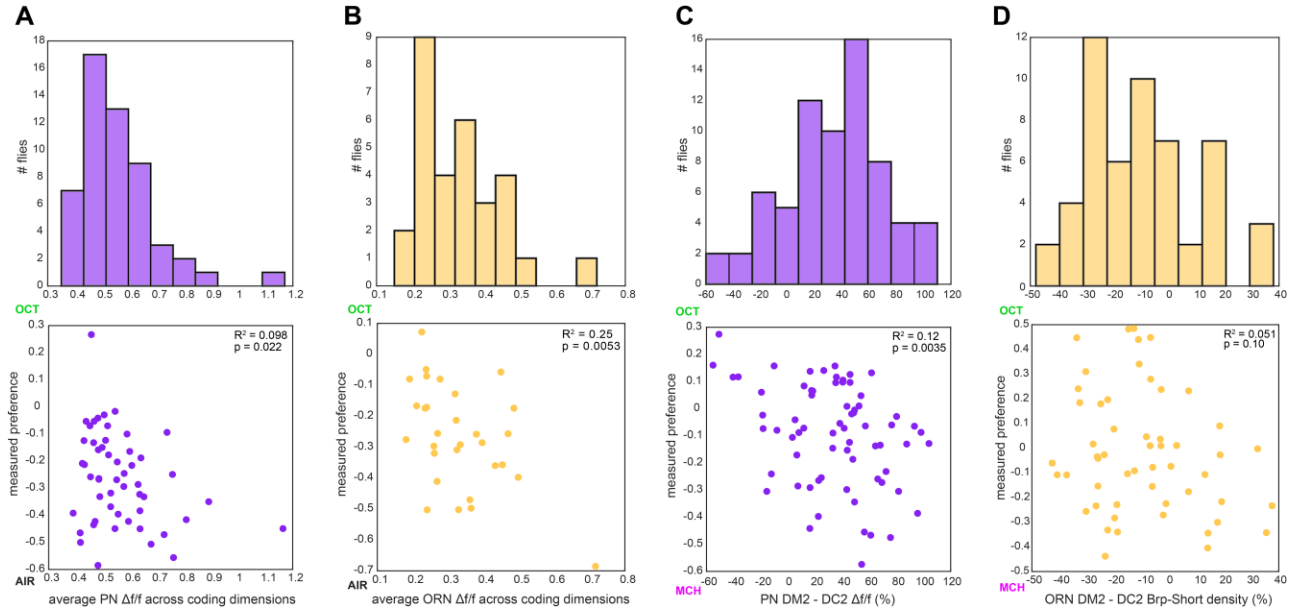 A
# flies
18
16
14
12
10
8
6
4
2
0
0.3 0.4 0.5 0.6 0.7 0.8 0.9 1 1.1 1.2
OCT
measured preference
0.3
0.2
0.1
0
-0.1
-0.2
-0.3
-0.4
-0.5
-0.6
R² = 0.098
p = 0.022
AIR
0.3 0.4 0.5 0.6 0.7 0.8 0.9 1 1.1 1.2
average PN Δf/f across coding dimensions
B
# flies
9
8
7
6
5
4
3
2
1
0
0.1 0.2 0.3 0.4 0.5 0.6 0.7 0.8
OCT
measured preference
0.1
0
-0.1
-0.2
-0.3
-0.4
-0.5
-0.6
-0.7
R² = 0.25
p = 0.0053
AIR
0.1 0.2 0.3 0.4 0.5 0.6 0.7 0.8
average ORN Δf/f across coding dimensions
C
# flies
16
14
12
10
8
6
4
2
0
-60 -40 -20 0 20 40 60 80 100 120
OCT
measured preference
0.3
0.2
0.1
0
-0.1
-0.2
-0.3
-0.4
-0.5
-0.6
R² = 0.12
p = 0.0035
MCH
-60 -40 -20 0 20 40 60 80 100 120
PN DM2 - DC2 Δf/f (%)
D
# flies
12
10
8
6
4
2
0
-50 -40 -30 -20 -10 0 10 20 30 40
OCT
measured preference
0.5
0.4
0.3
0.2
0.1
0
-0.1
-0.2
-0.3
-0.4
-0.5
R² = 0.051
p = 0.10
MCH
-50 -40 -30 -20 -10 0 10 20 30 40
ORN DM2 - DC2 Brp-Short density (%)